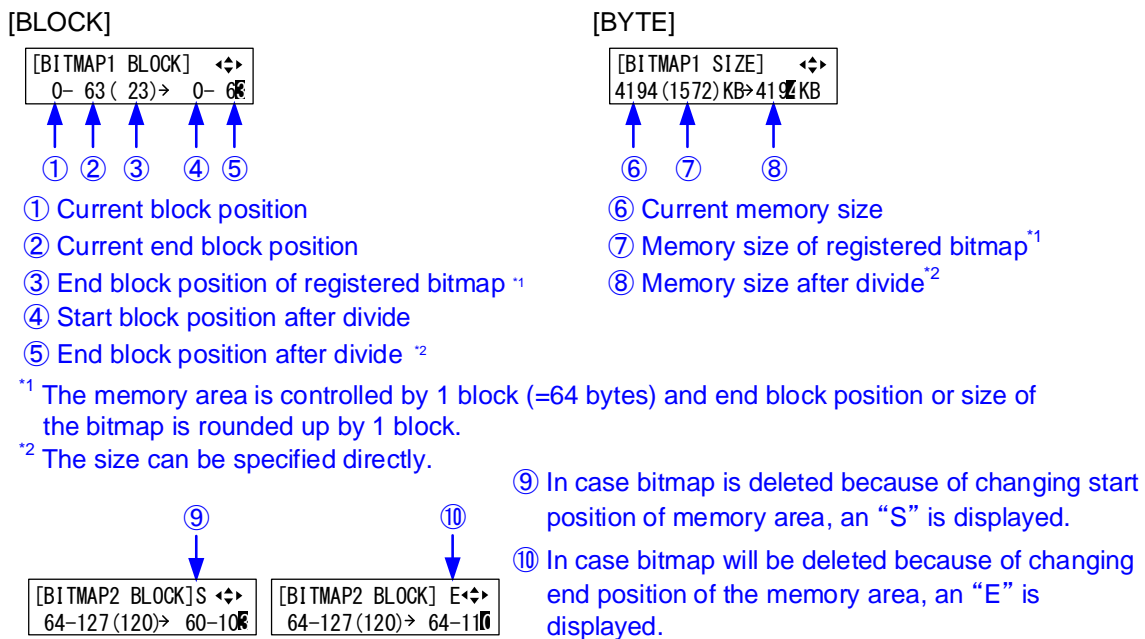 [BLOCK]
[BITMAP1 BLOCK]
0- 63( 23)→ 0- 63
① ② ③ ④ ⑤
① Current block position
② Current end block position
③ End block position of registered bitmap *1
④ Start block position after divide
⑤ End block position after divide *2
[BYTE]
[BITMAP1 SIZE]
4194(1572)KB→4194KB
⑥ ⑦ ⑧
⑥ Current memory size
⑦ Memory size of registered bitmap*1
⑧ Memory size after divide*2
*1 The memory area is controlled by 1 block (=64 bytes) and end block position or size of
the bitmap is rounded up by 1 block.
*2 The size can be specified directly.
⑨ ⑩
[BITMAP2 BLOCK]S
64-127(120)→ 60-103
[BITMAP2 BLOCK] E
64-127(120)→ 64-110
⑨ In case bitmap is deleted because of changing start
position of memory area, an “S” is displayed.
⑩ In case bitmap will be deleted because of changing
end position of the memory area, an “E” is
displayed.